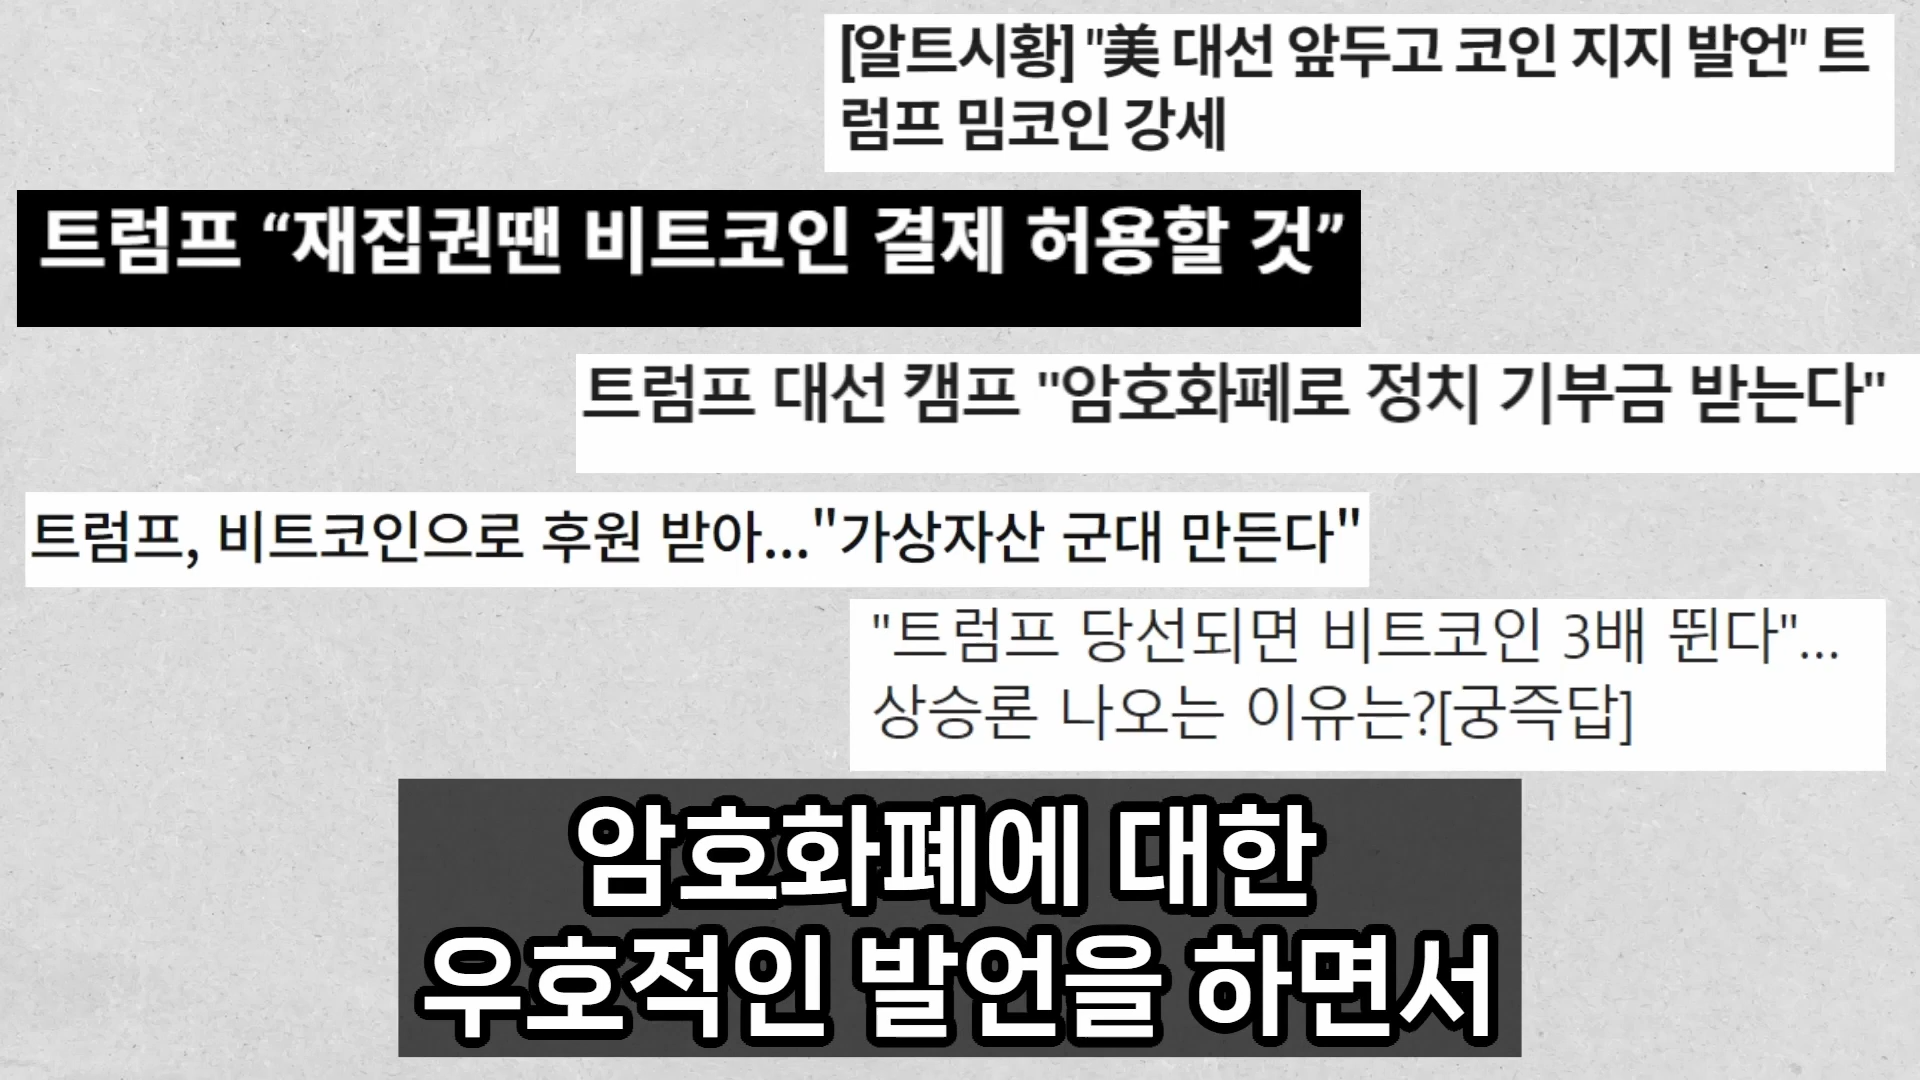 [알트시황] "美 대선 앞두고 코인 지지 발언" 트
럼프 밈코인 강세
트럼프 “재집권땐 비트코인 결제 허용할 것”
트럼프 대선 캠프 "암호화폐로 정치 기부금 받는다"
트럼프, 비트코인으로 후원 받아..."가상자산 군대 만든다"
"트럼프 당선되면 비트코인 3배 뛴다"...
상승론 나오는 이유는?[궁즉답]
암호화폐에 대한
우호적인 발언을 하면서